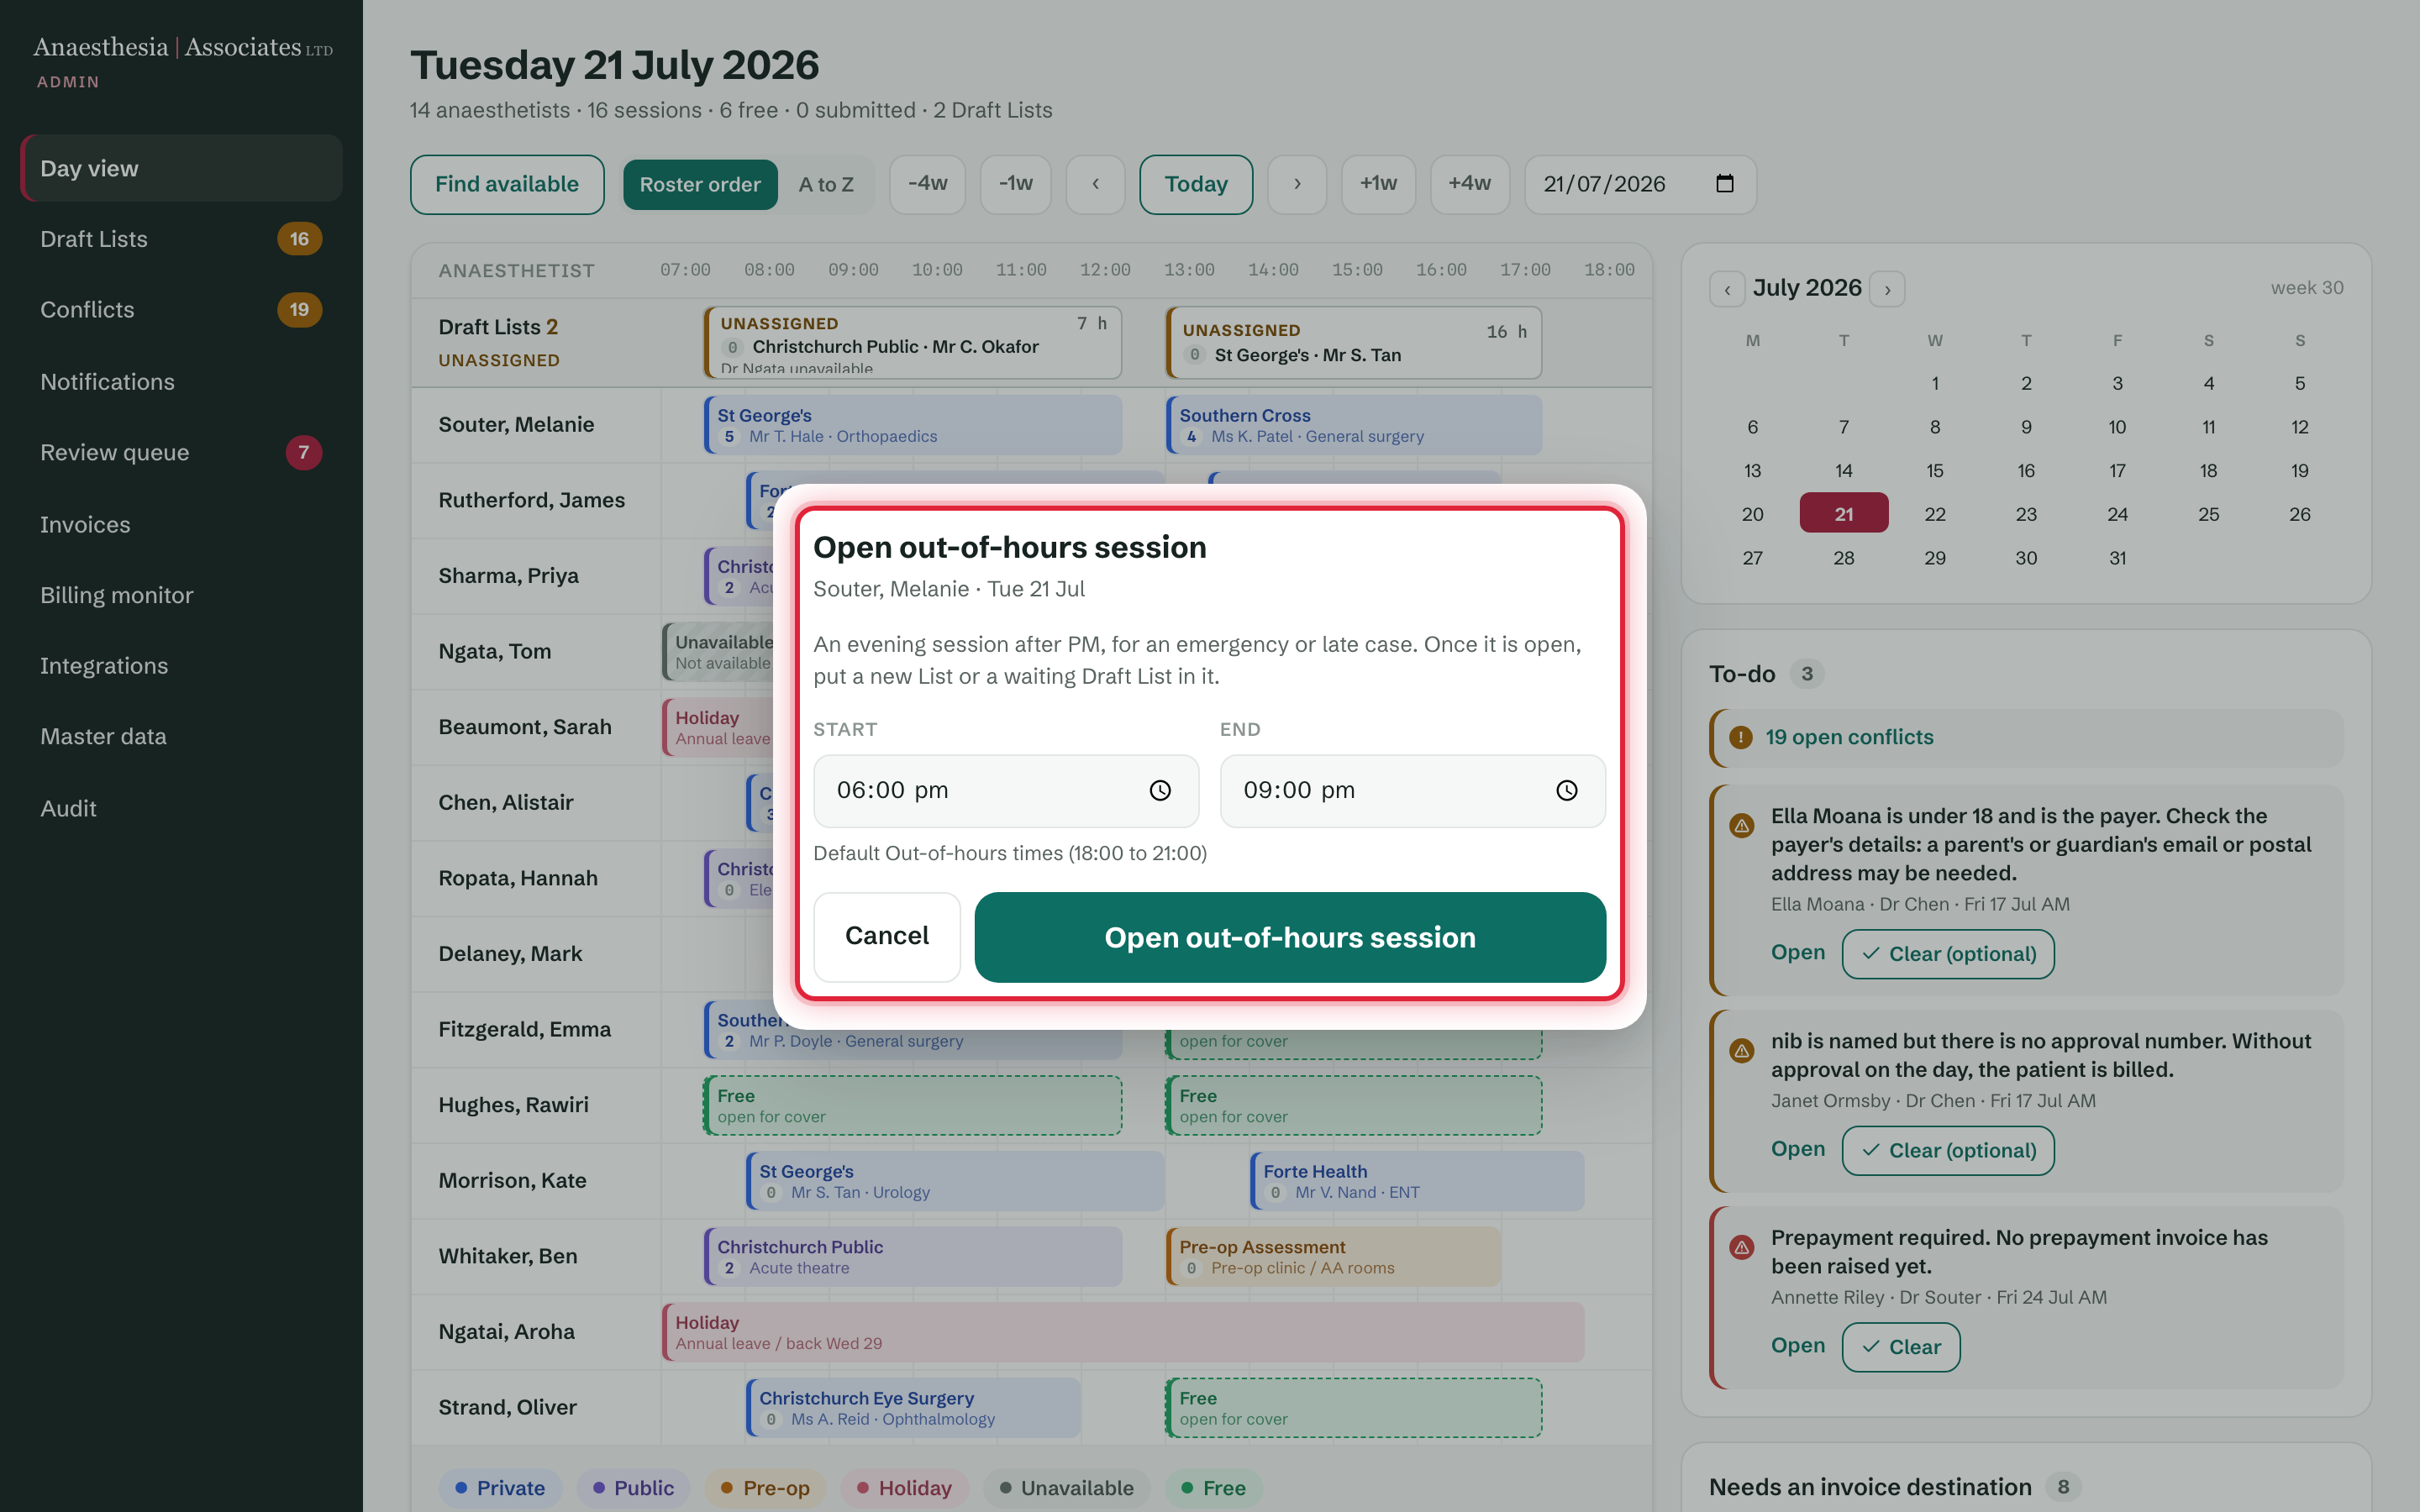 Anaesthesia | Associates LTD
ADMIN
Day view
Draft Lists 16
Conflicts 19
Notifications
Review queue 7
Invoices
Billing monitor
Integrations
Master data
Audit
Tuesday 21 July 2026
14 anaesthetists · 16 sessions · 6 free · 0 submitted · 2 Draft Lists
Find available Roster order A to Z -4w -1w ‹ Today › +1w +4w 21/07/2026
ANAESTHETIST 07:00 08:00 09:00 10:00 11:00 12:00 13:00 14:00 15:00 16:00 17:00 18:00
Draft Lists 2
UNASSIGNED
UNASSIGNED 7 h
0 Christchurch Public · Mr C. Okafor
Dr Ngata unavailable
UNASSIGNED 16 h
0 St George's · Mr S. Tan
Souter, Melanie
St George's
5 Mr T. Hale · Orthopaedics
Southern Cross
4 Ms K. Patel · General surgery
Rutherford, James
Sharma, Priya
2
Ngata, Tom
Unavailable
Not available
Beaumont, Sarah
Holiday
Annual leave
Chen, Alistair
Ropata, Hannah
0
Delaney, Mark
Fitzgerald, Emma
2 Mr P. Doyle · General surgery
open for cover
Hughes, Rawiri
Free
open for cover
Free
open for cover
Morrison, Kate
St George's
0 Mr S. Tan · Urology
Forte Health
0 Mr V. Nand · ENT
Whitaker, Ben
Christchurch Public
2 Acute theatre
Pre-op Assessment
0 Pre-op clinic / AA rooms
Ngatai, Aroha
Holiday
Annual leave / back Wed 29
Strand, Oliver
Christchurch Eye Surgery
0 Ms A. Reid · Ophthalmology
Free
open for cover
Private Public Pre-op Holiday Unavailable Free
Open out-of-hours session
Souter, Melanie · Tue 21 Jul
An evening session after PM, for an emergency or late case. Once it is open,
put a new List or a waiting Draft List in it.
START END
06:00 pm 09:00 pm
Default Out-of-hours times (18:00 to 21:00)
Cancel Open out-of-hours session
‹ July 2026 › week 30
M T W T F S S
1 2 3 4 5
6 7 8 9 10 11 12
13 14 15 16 17 18 19
20 21 22 23 24 25 26
27 28 29 30 31
To-do 3
19 open conflicts
Ella Moana is under 18 and is the payer. Check the
payer's details: a parent's or guardian's email or postal
address may be needed.
Ella Moana · Dr Chen · Fri 17 Jul AM
Open Clear (optional)
nib is named but there is no approval number. Without
approval on the day, the patient is billed.
Janet Ormsby · Dr Chen · Fri 17 Jul AM
Open Clear (optional)
Prepayment required. No prepayment invoice has
been raised yet.
Annette Riley · Dr Souter · Fri 24 Jul AM
Open Clear
Needs an invoice destination 8